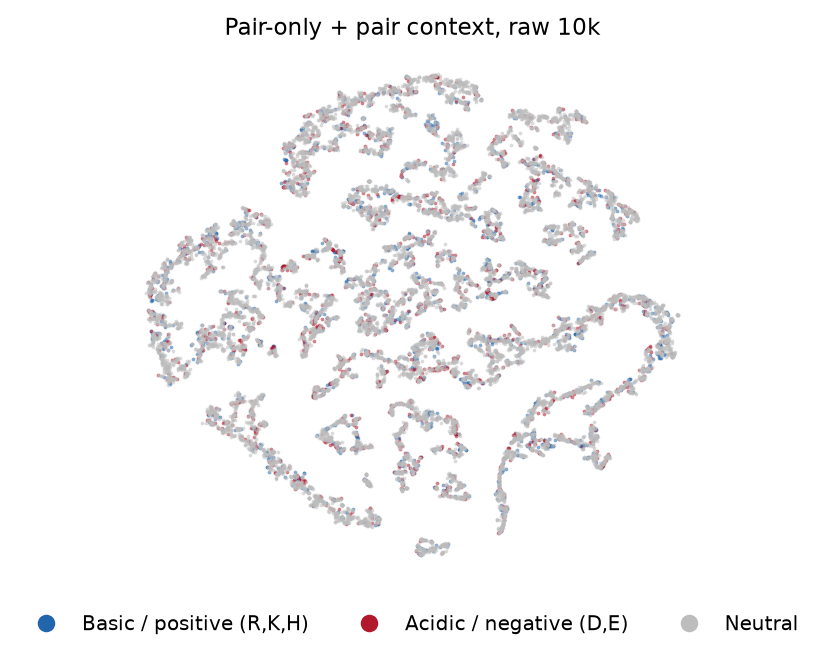 Pair-only + pair context, raw 10k
Basic / positive (R,K,H) Acidic / negative (D,E) Neutral